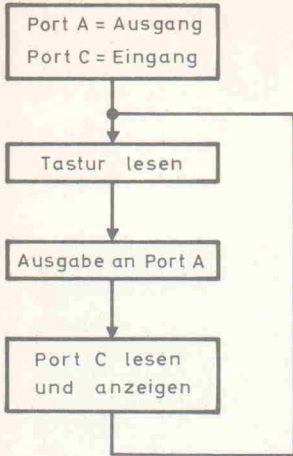 Port A = Ausgang
Port C = Eingang
Tastur lesen
Ausgabe an Port A
Port C lesen
und anzeigen